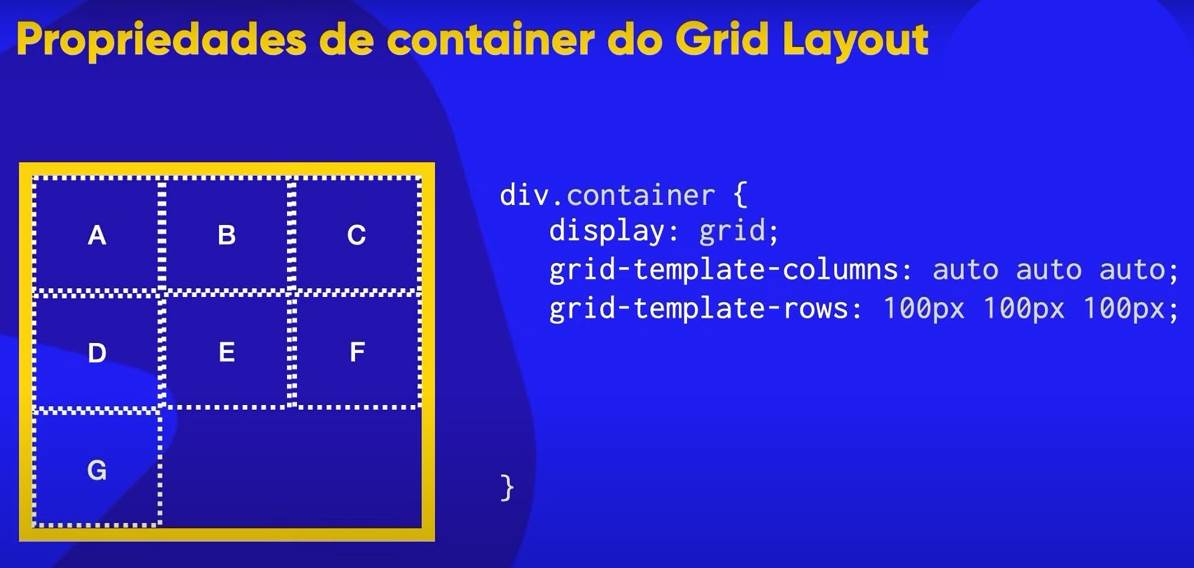 Propriedades de container do Grid Layout
A B C
D E F
G
div.container {
display: grid;
grid-template-columns: auto auto auto;
grid-template-rows: 100px 100px 100px;
}